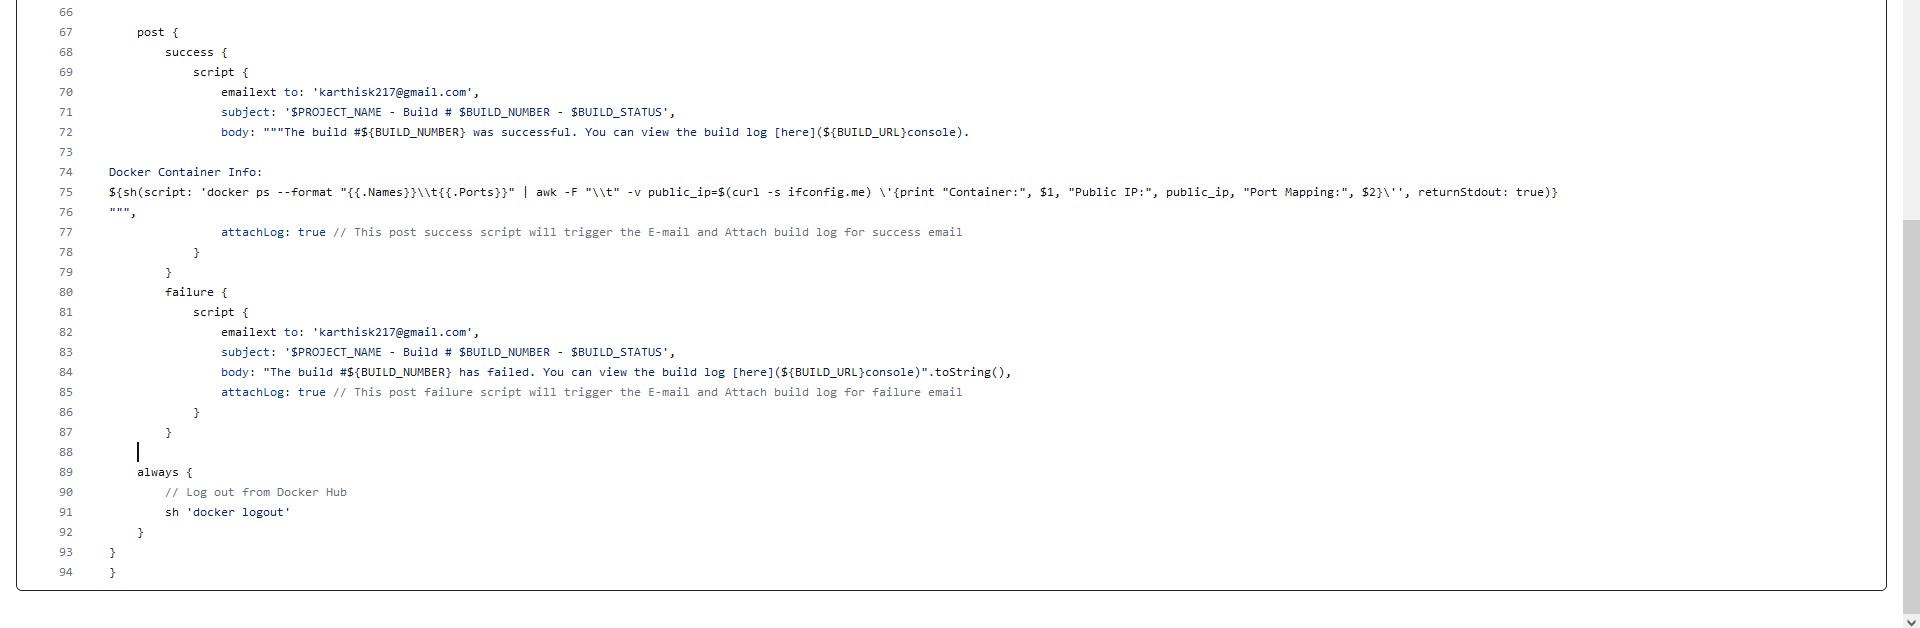 66
67 post {
68 success {
69 script {
70 emailext to: 'karthisk217@gmail.com',
71 subject: '$PROJECT_NAME - Build # $BUILD_NUMBER - $BUILD_STATUS',
72 body: """The build #${BUILD_NUMBER} was successful. You can view the build log [here](${BUILD_URL}console).
73
74 Docker Container Info:
75 ${sh(script: 'docker ps --format "{{.Names}}\\t{{.Ports}}" | awk -F "\\t" -v public_ip=$(curl -s ifconfig.me) \'{print "Container:", $1, "Public IP:", public_ip, "Port Mapping:", $2}\'', returnStdout: true)}
76 """,
77 attachLog: true // This post success script will trigger the E-mail and Attach build log for success email
78 }
79 }
80 failure {
81 script {
82 emailext to: 'karthisk217@gmail.com',
83 subject: '$PROJECT_NAME - Build # $BUILD_NUMBER - $BUILD_STATUS',
84 body: "The build #${BUILD_NUMBER} has failed. You can view the build log [here](${BUILD_URL}console)".toString(),
85 attachLog: true // This post failure script will trigger the E-mail and Attach build log for failure email
86 }
87 }
88
89 always {
90 // Log out from Docker Hub
91 sh 'docker logout'
92 }
93 }
94 }